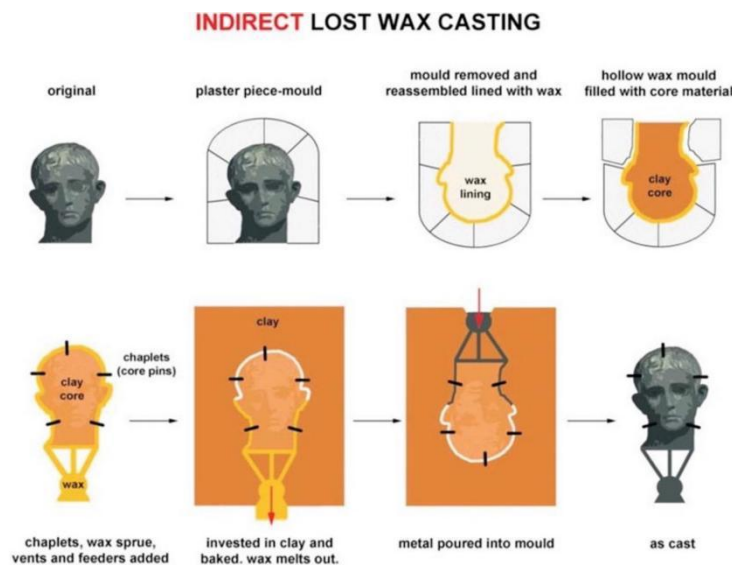 INDIRECT LOST WAX CASTING
original
plaster piece-mould
mould removed and
reassembled lined with wax
hollow wax mould
filled with core material
wax
lining
clay
core
clay
core
chaplets
(core pins)
wax
clay
chaplets, wax sprue,
vents and feeders added
invested in clay and
baked. wax melts out.
metal poured into mould
as cast